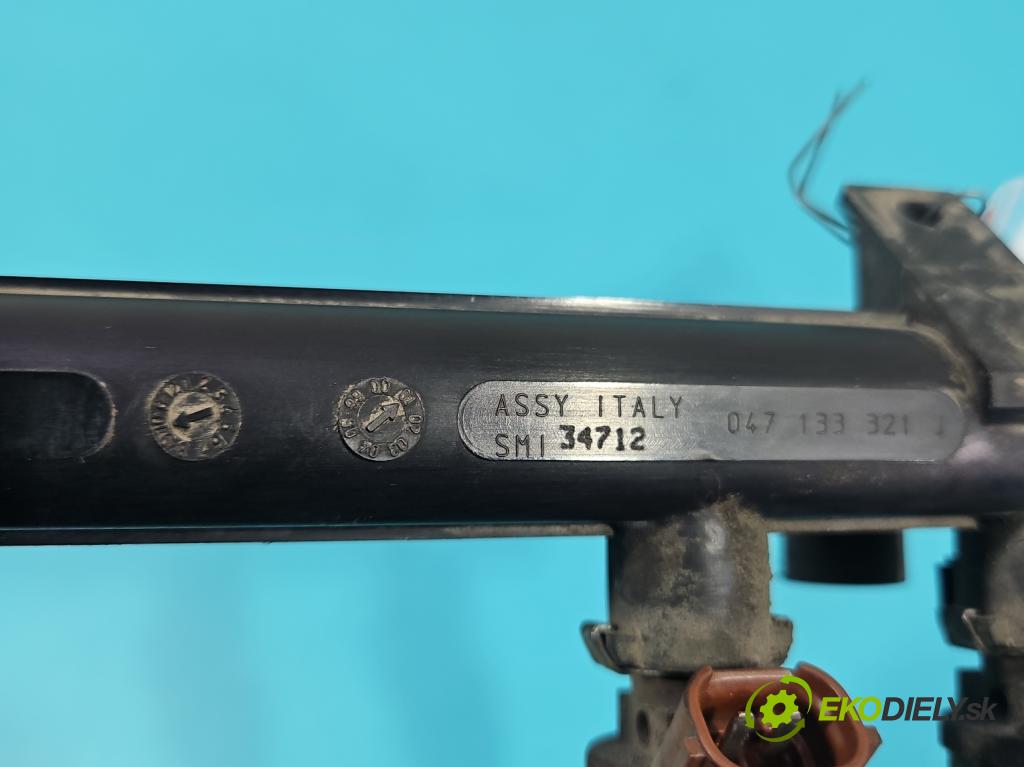 ASSY ITALY
SMI 34712
047 133 321 J
EKODIELY.sk